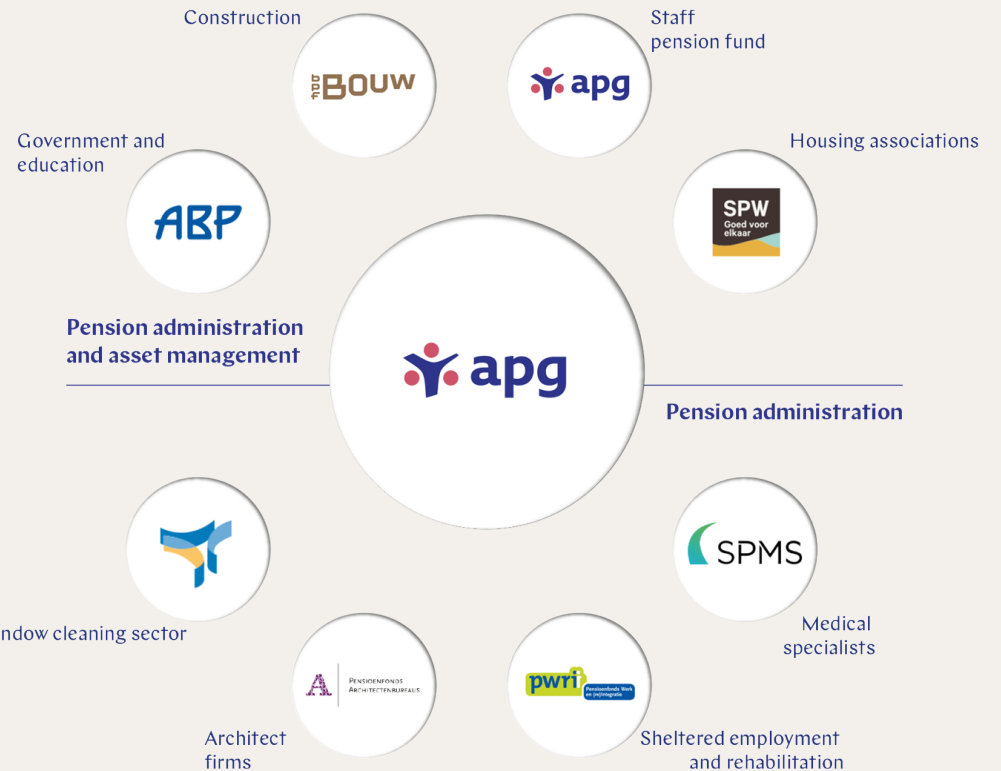 Construction
bpf
BOUW
Staff
pension fund
apg
Government and
education
ABP
Housing associations
SPW
Goed voor
elkaar
Pension administration
and asset management
apg
Pension administration
ndow cleaning sector
SPMS
Medical
specialists
A
PENSIOENFONDS
ARCHITECTENBUREAUS
Architect
firms
pwri
Pensioenfonds Werk
en (re)Integratie
Sheltered employment
and rehabilitation